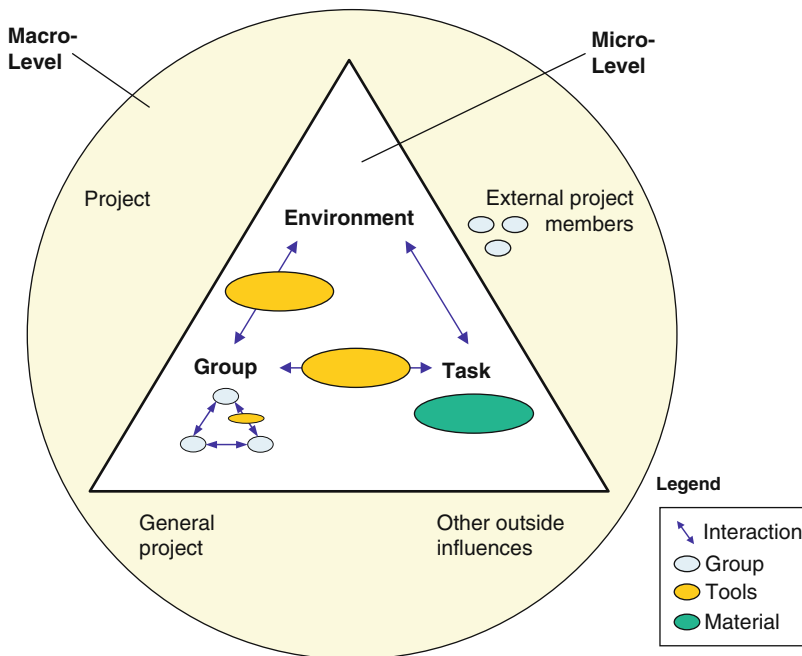 Macro-
Level
Micro-
Level
Project
External project
members
Environment
Group
Task
General
project
Other outside
influences
Legend
Interaction
Group
Tools
Material